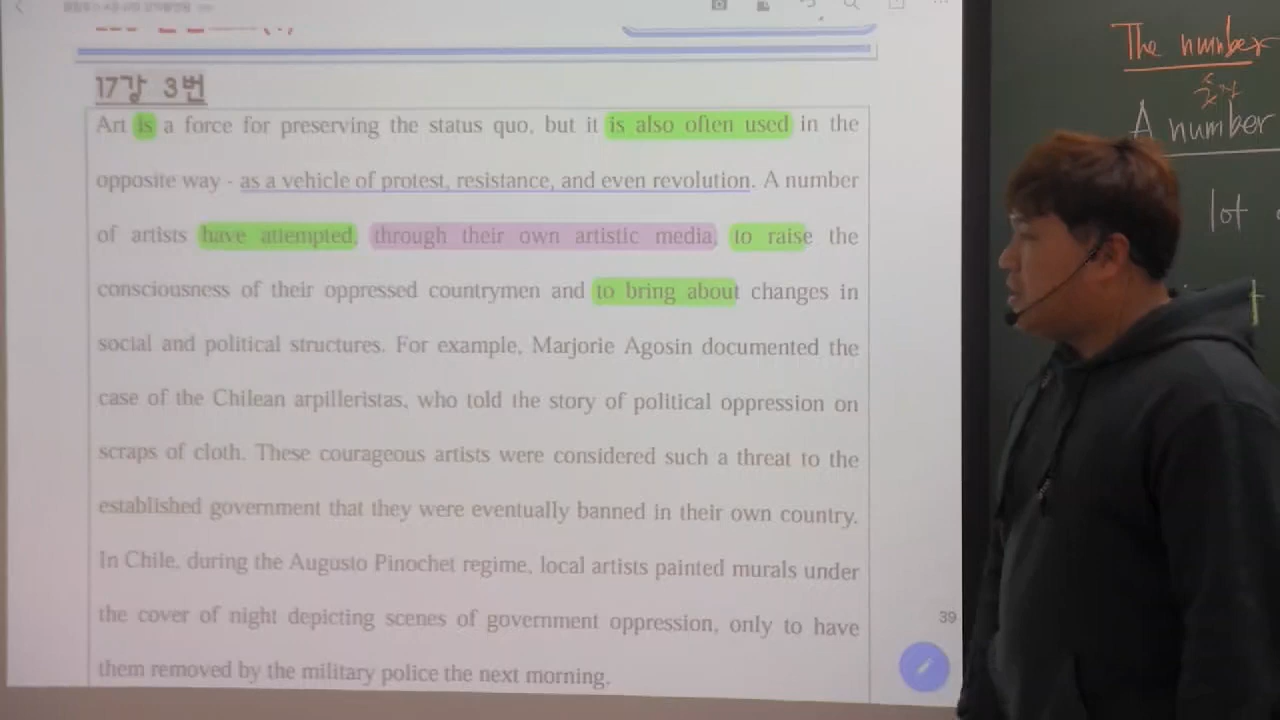 17강 3번
Art is a force for preserving the status quo, but it is also often used in the
opposite way - as a vehicle of protest, resistance, and even revolution. A number
of artists have attempted, through their own artistic media, to raise the
consciousness of their oppressed countrymen and to bring about changes in
social and political structures. For example, Marjorie Agosin documented the
case of the Chilean arpilleristas, who told the story of political oppression on
scraps of cloth. These courageous artists were considered such a threat to the
established government that they were eventually banned in their own country.
In Chile, during the Augusto Pinochet regime, local artists painted murals under
the cover of night depicting scenes of government oppression, only to have
them removed by the military police the next morning.
39
The number
숫자
A number
lot